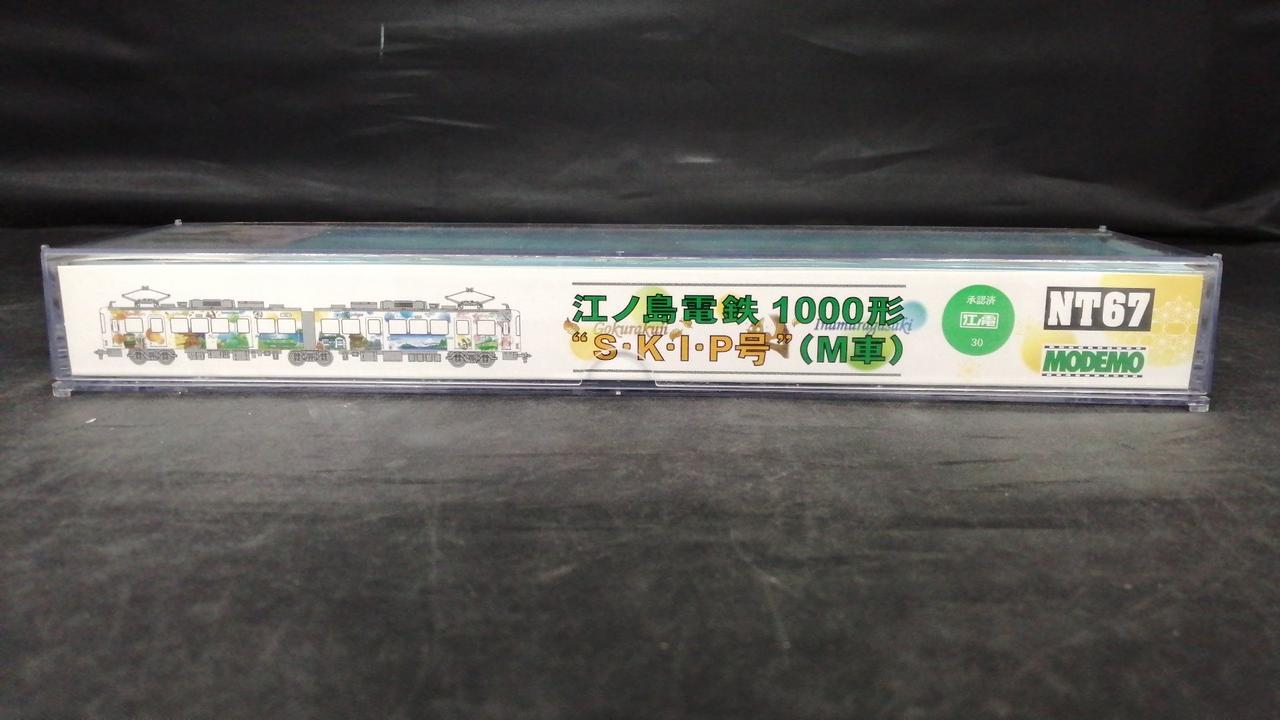 江ノ島電鉄 1000形
Gokurakuji
Inamuragasaki
“S・K・I・P号”（M車）
承認済
江ノ電
30
NT67
MODEMO